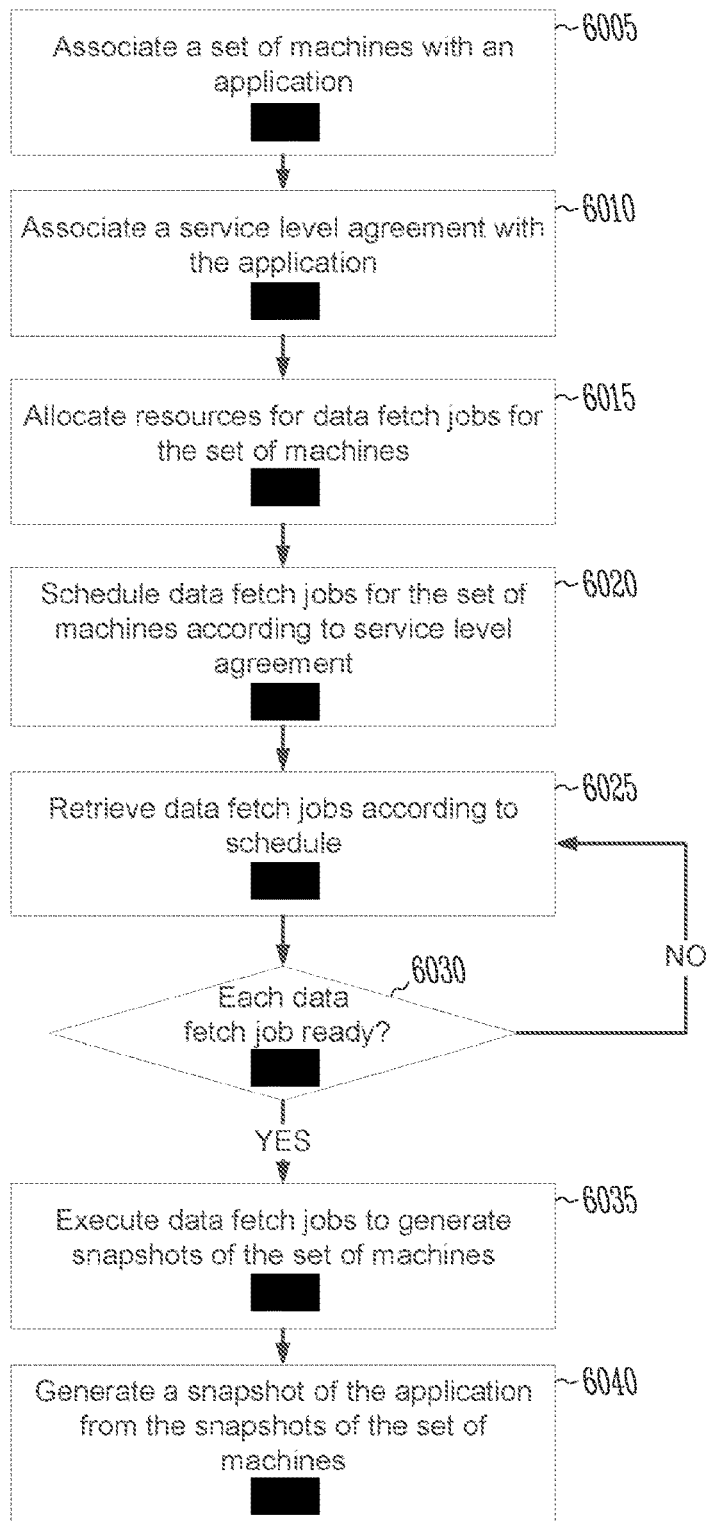 Associate a set of machines with an
application
6005
Associate a service level agreement with
the application
6010
Allocate resources for data fetch jobs for
the set of machines
6015
Schedule data fetch jobs for the set of
machines according to service level
agreement
6020
Retrieve data fetch jobs according to
schedule
6025
Each data
fetch job ready?
6030
NO
YES
Execute data fetch jobs to generate
snapshots of the set of machines
6035
Generate a snapshot of the application
from the snapshots of the set of
machines
6040